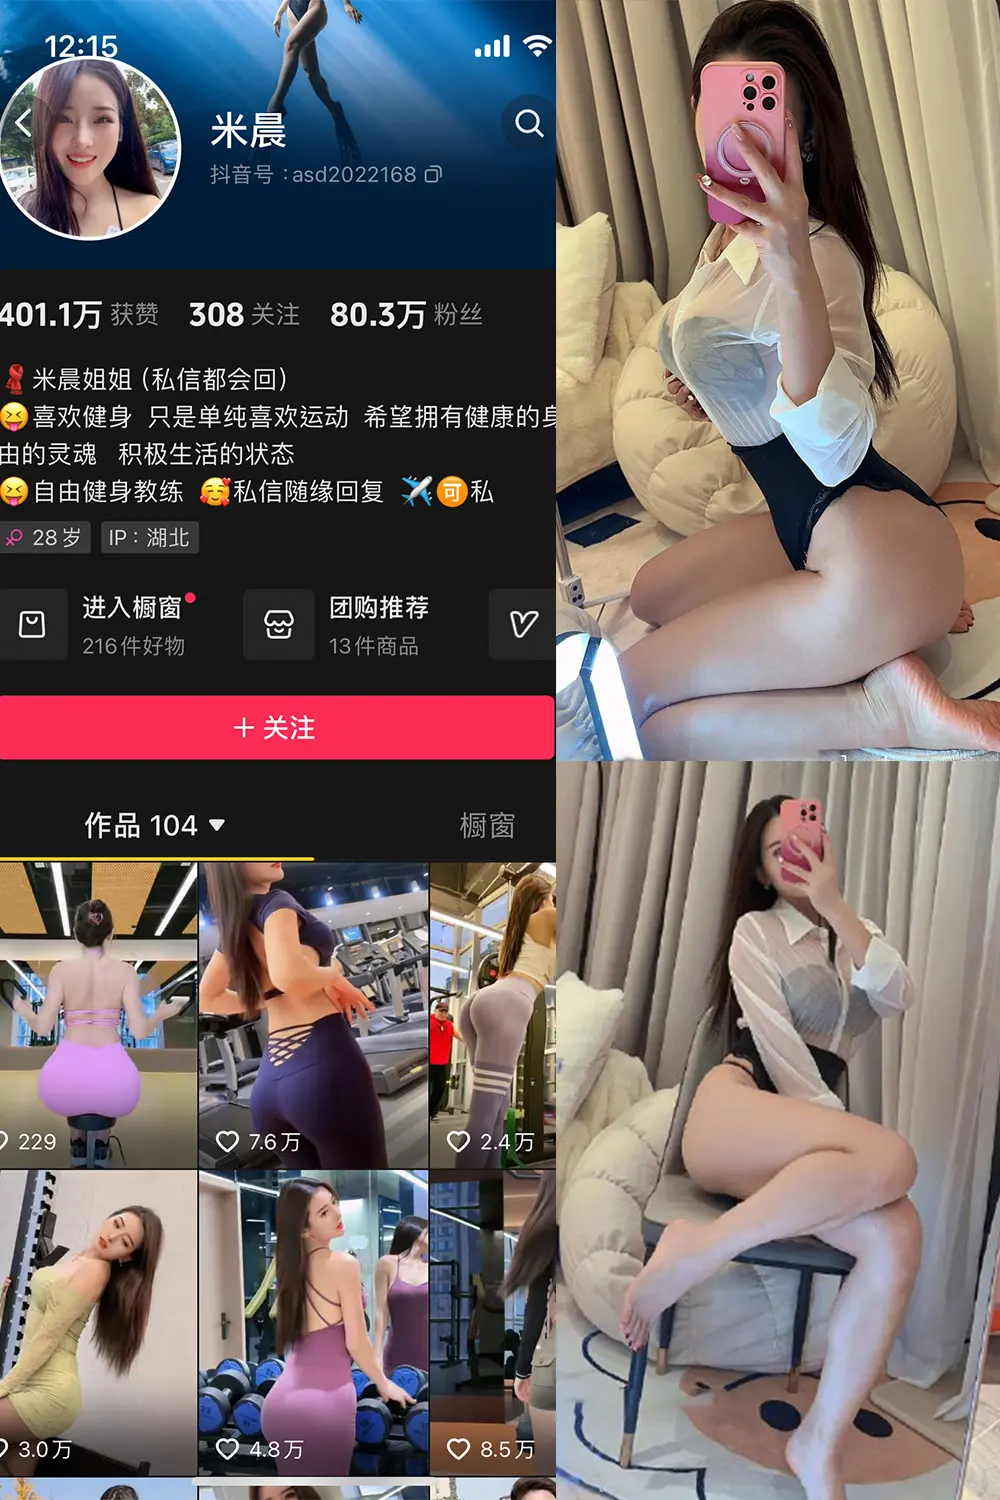 12:15
米晨
抖音号：asd2022168
401.1万 获赞 308 关注 80.3万 粉丝
米晨姐姐 (私信都会回)
喜欢健身 只是单纯喜欢运动 希望拥有健康的身
由的灵魂 积极生活的状态
自由健身教练 私信随缘回复 可私
28岁 IP：湖北
进入橱窗
216件好物
团购推荐
13件商品
+ 关注
作品 104 橱窗
229
7.6万
2.4万
3.0万
4.8万
8.5万